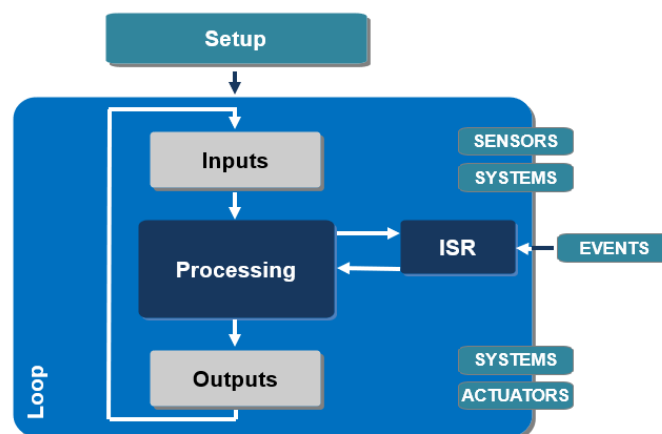 Setup
Inputs
SENSORS
SYSTEMS
Processing
ISR
EVENTS
Outputs
SYSTEMS
ACTUATORS
Loop